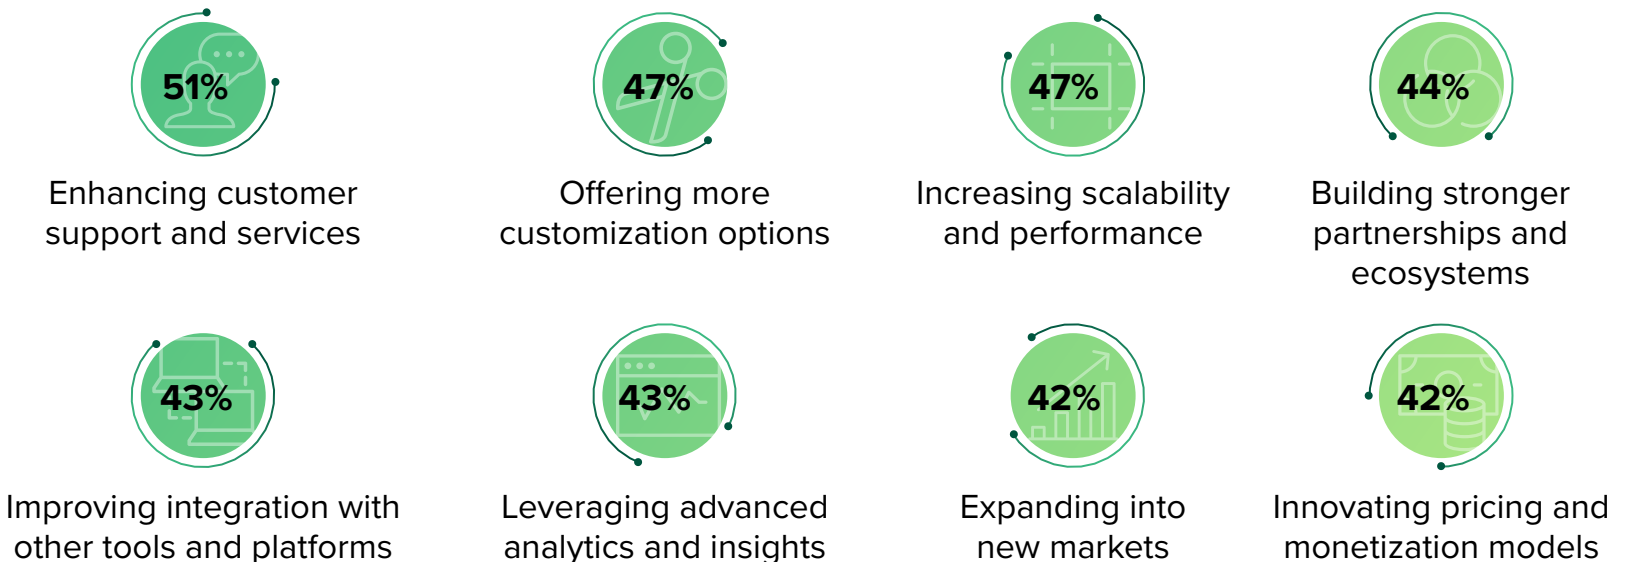 51%
Enhancing customer
support and services
47%
Offering more
customization options
47%
Increasing scalability
and performance
44%
Building stronger
partnerships and
ecosystems
43%
Improving integration with
other tools and platforms
43%
Leveraging advanced
analytics and insights
42%
Expanding into
new markets
42%
Innovating pricing and
monetization models